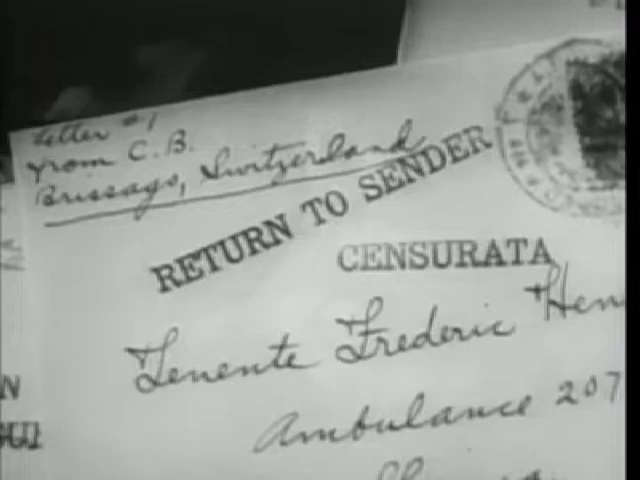 Letter #1
from C.B.
Brissago, Switzerland
RETURN TO SENDER
CENSURATA
Tenente Frederic Hen
Ambulance 207
N